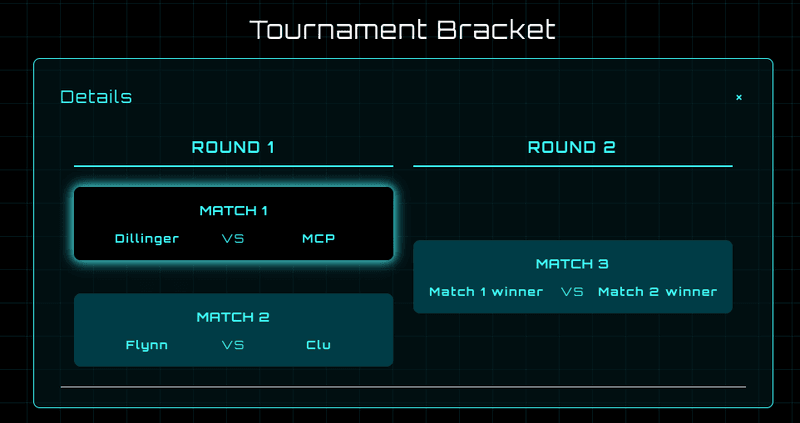 Tournament Bracket
Details
×
ROUND 1
MATCH 1
Dillinger VS MCP
MATCH 2
Flynn VS Clu
ROUND 2
MATCH 3
Match 1 winner VS Match 2 winner